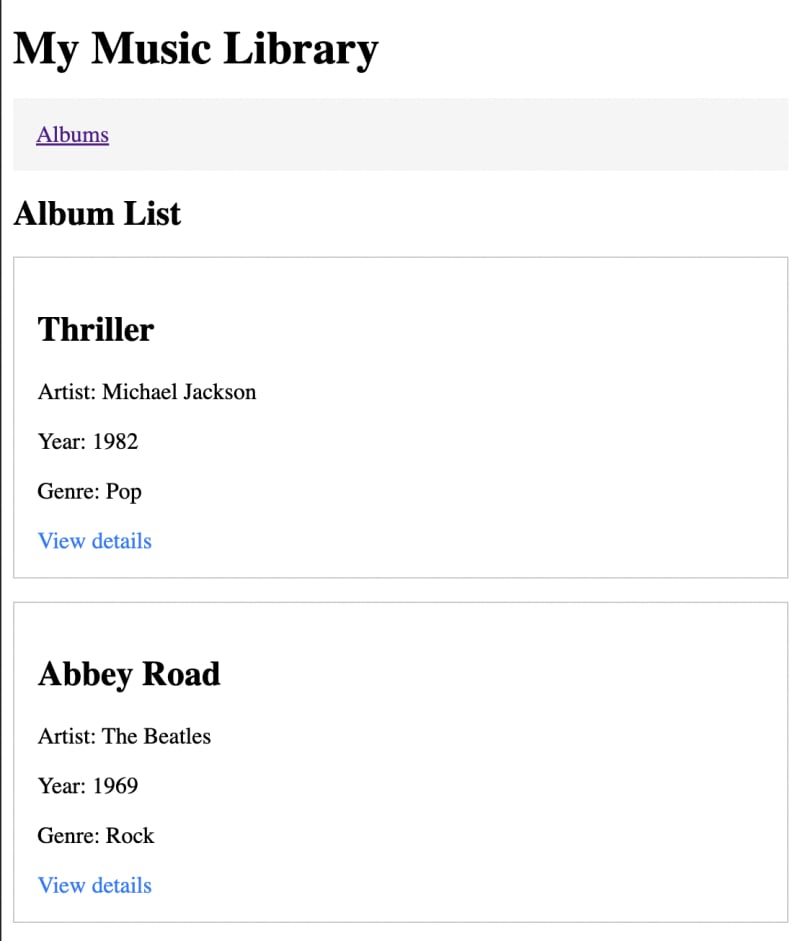 My Music Library
Albums
Album List
Thriller
Artist: Michael Jackson
Year: 1982
Genre: Pop
View details
Abbey Road
Artist: The Beatles
Year: 1969
Genre: Rock
View details